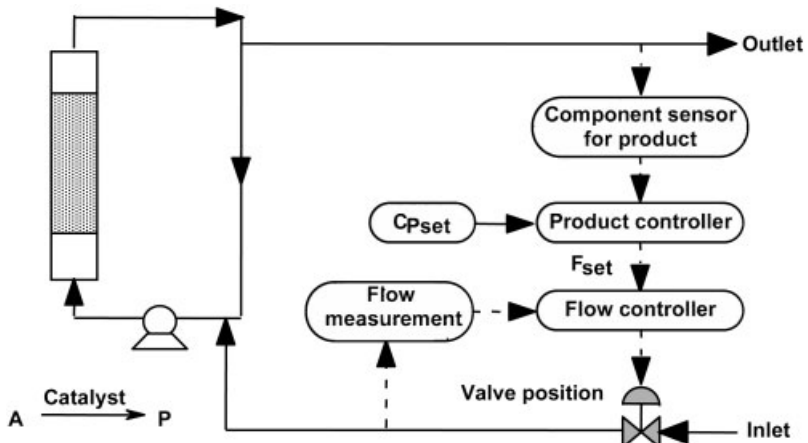 Outlet
Component sensor
for product
CPset
Product controller
Fset
Flow
measurement
Flow controller
Valve position
Catalyst
A
P
Inlet